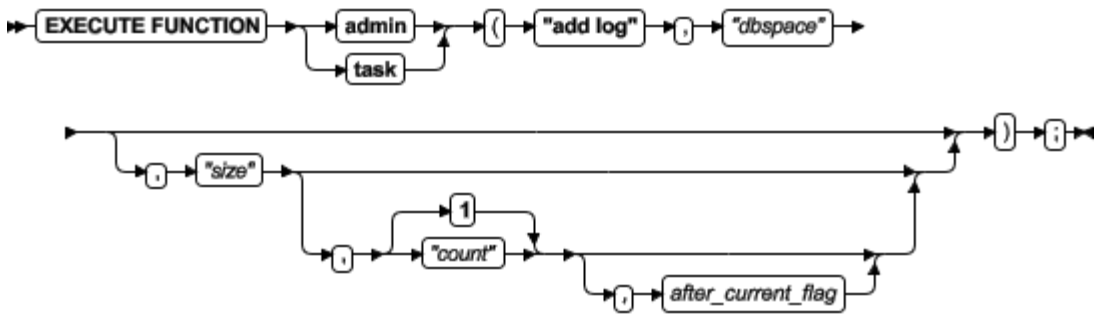 EXECUTE FUNCTION admin ( "add log" , "dbspace"
task
) ;
, "size"
1
, "count"
, after_current_flag